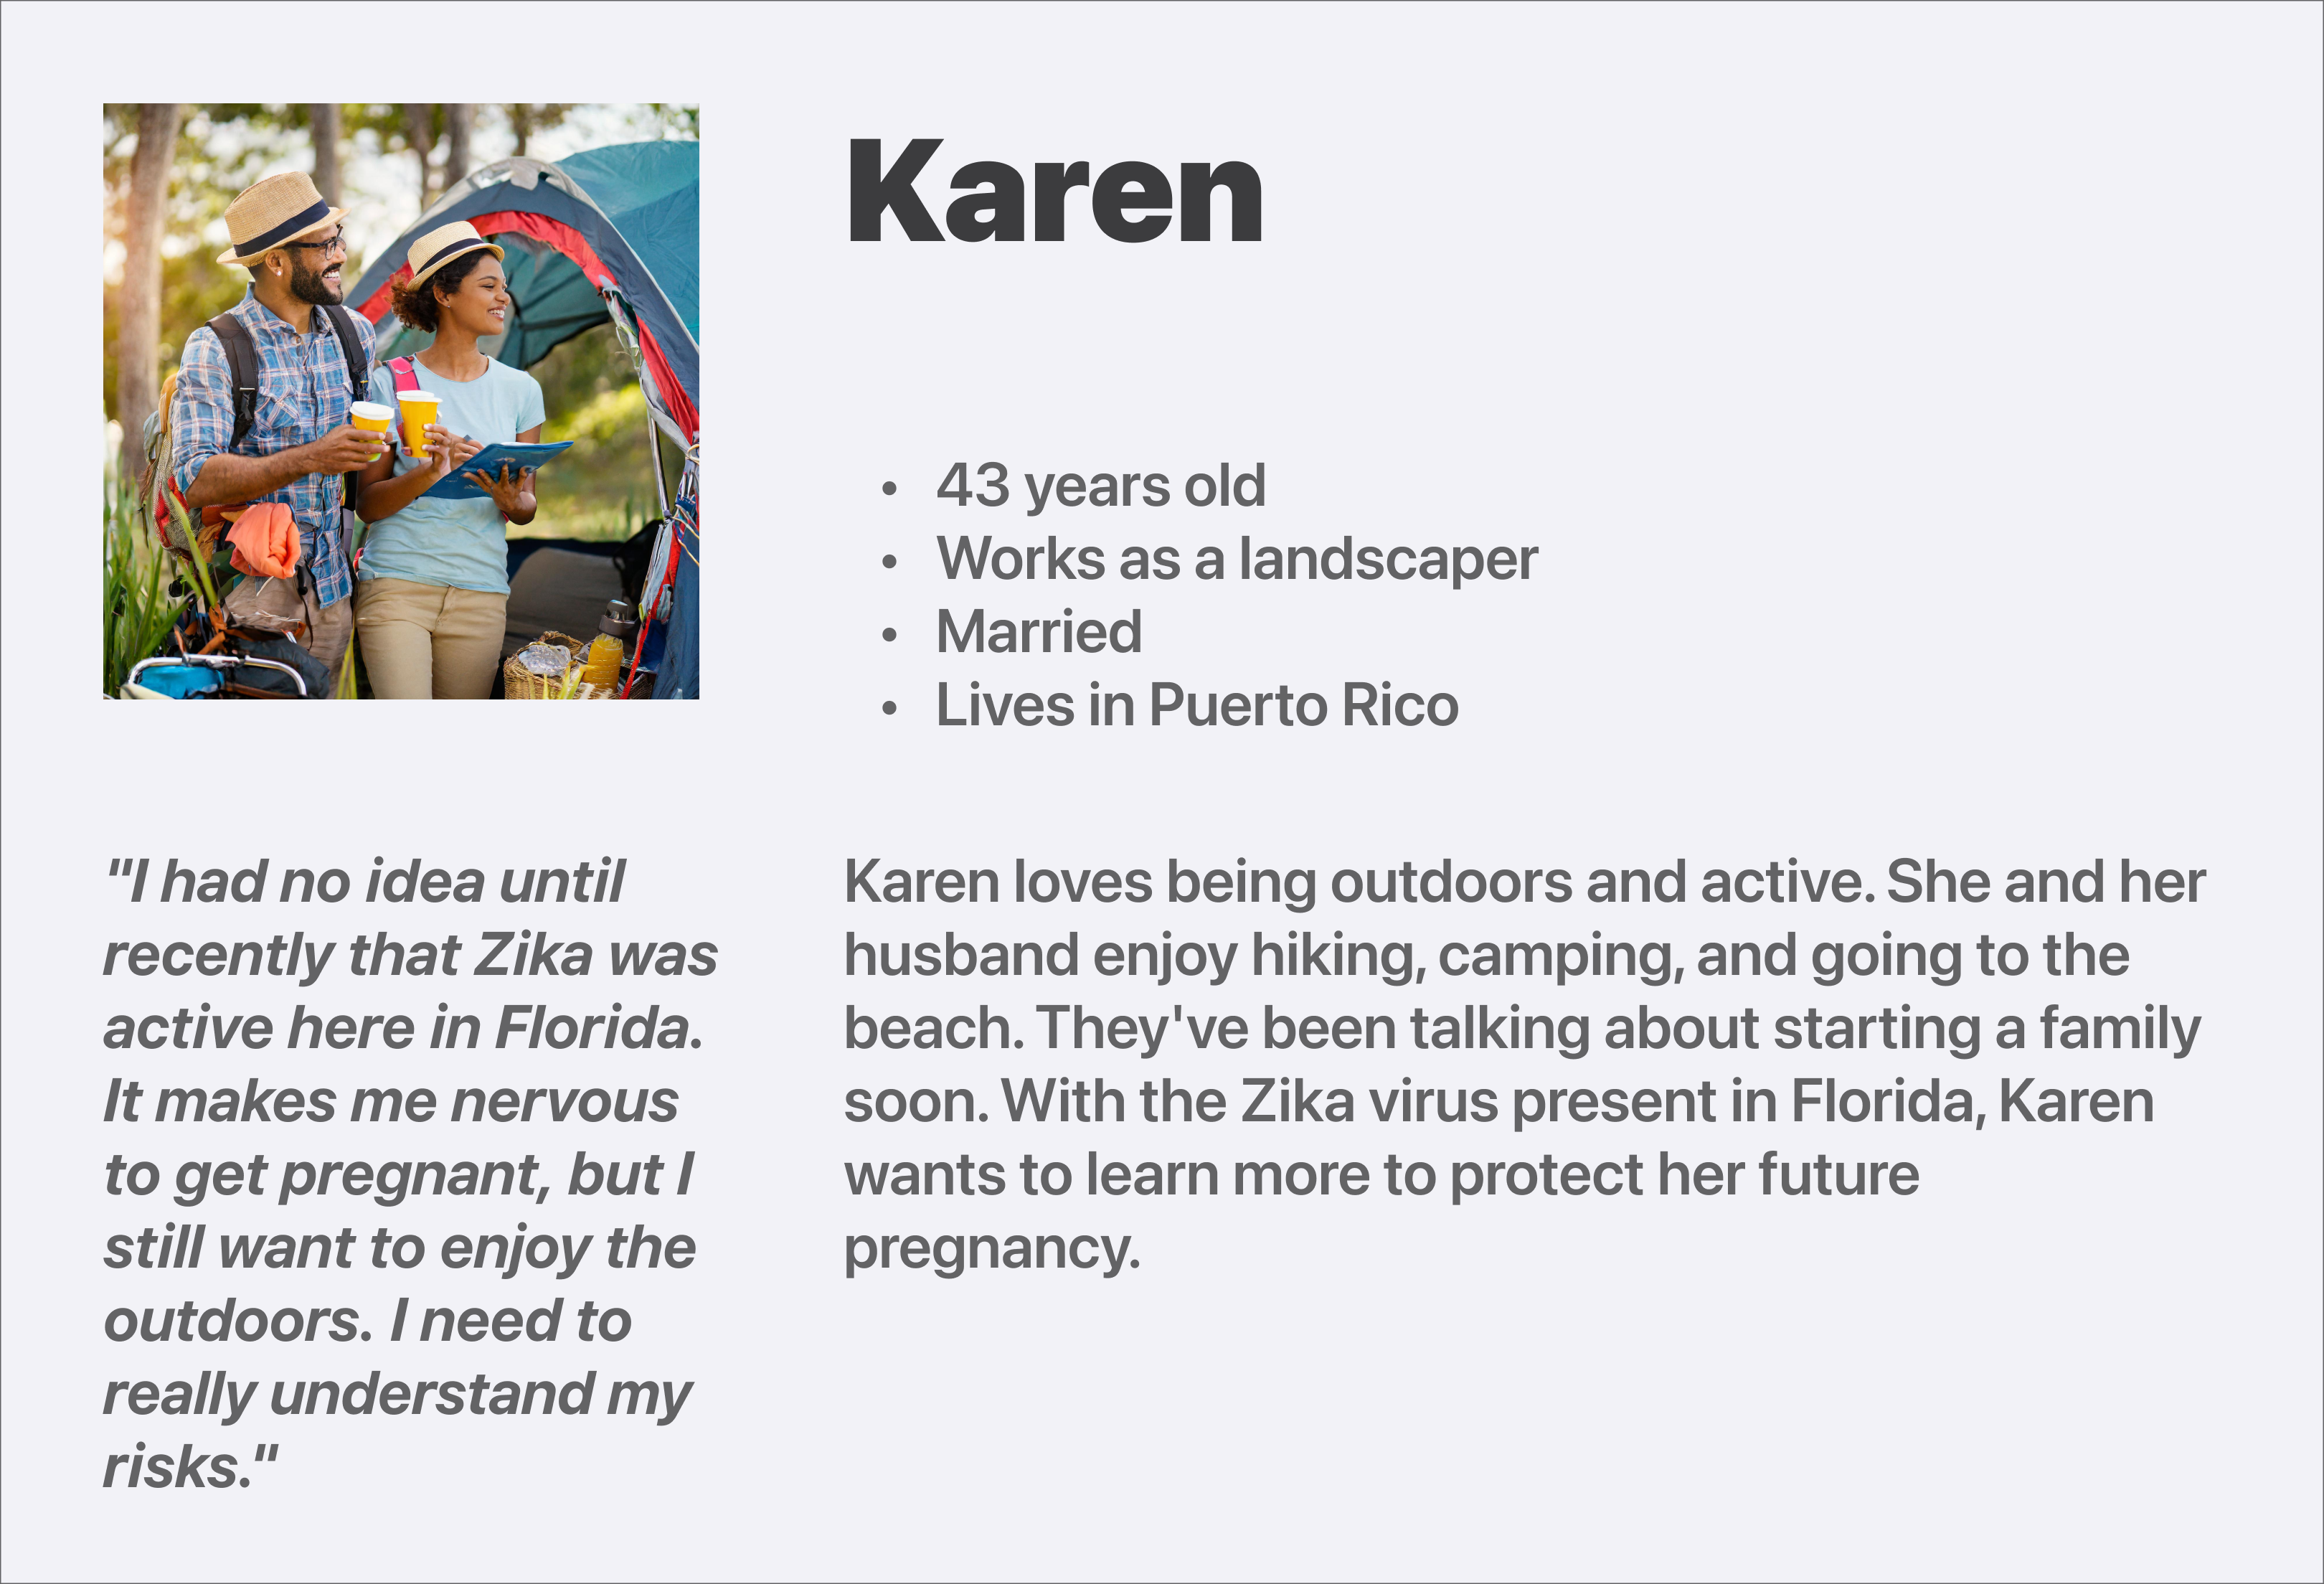 Karen
• 43 years old
• Works as a landscaper
• Married
• Lives in Puerto Rico
"I had no idea until
recently that Zika was
active here in Florida.
It makes me nervous
to get pregnant, but I
still want to enjoy the
outdoors. I need to
really understand my
risks."
Karen loves being outdoors and active. She and her
husband enjoy hiking, camping, and going to the
beach. They've been talking about starting a family
soon. With the Zika virus present in Florida, Karen
wants to learn more to protect her future
pregnancy.